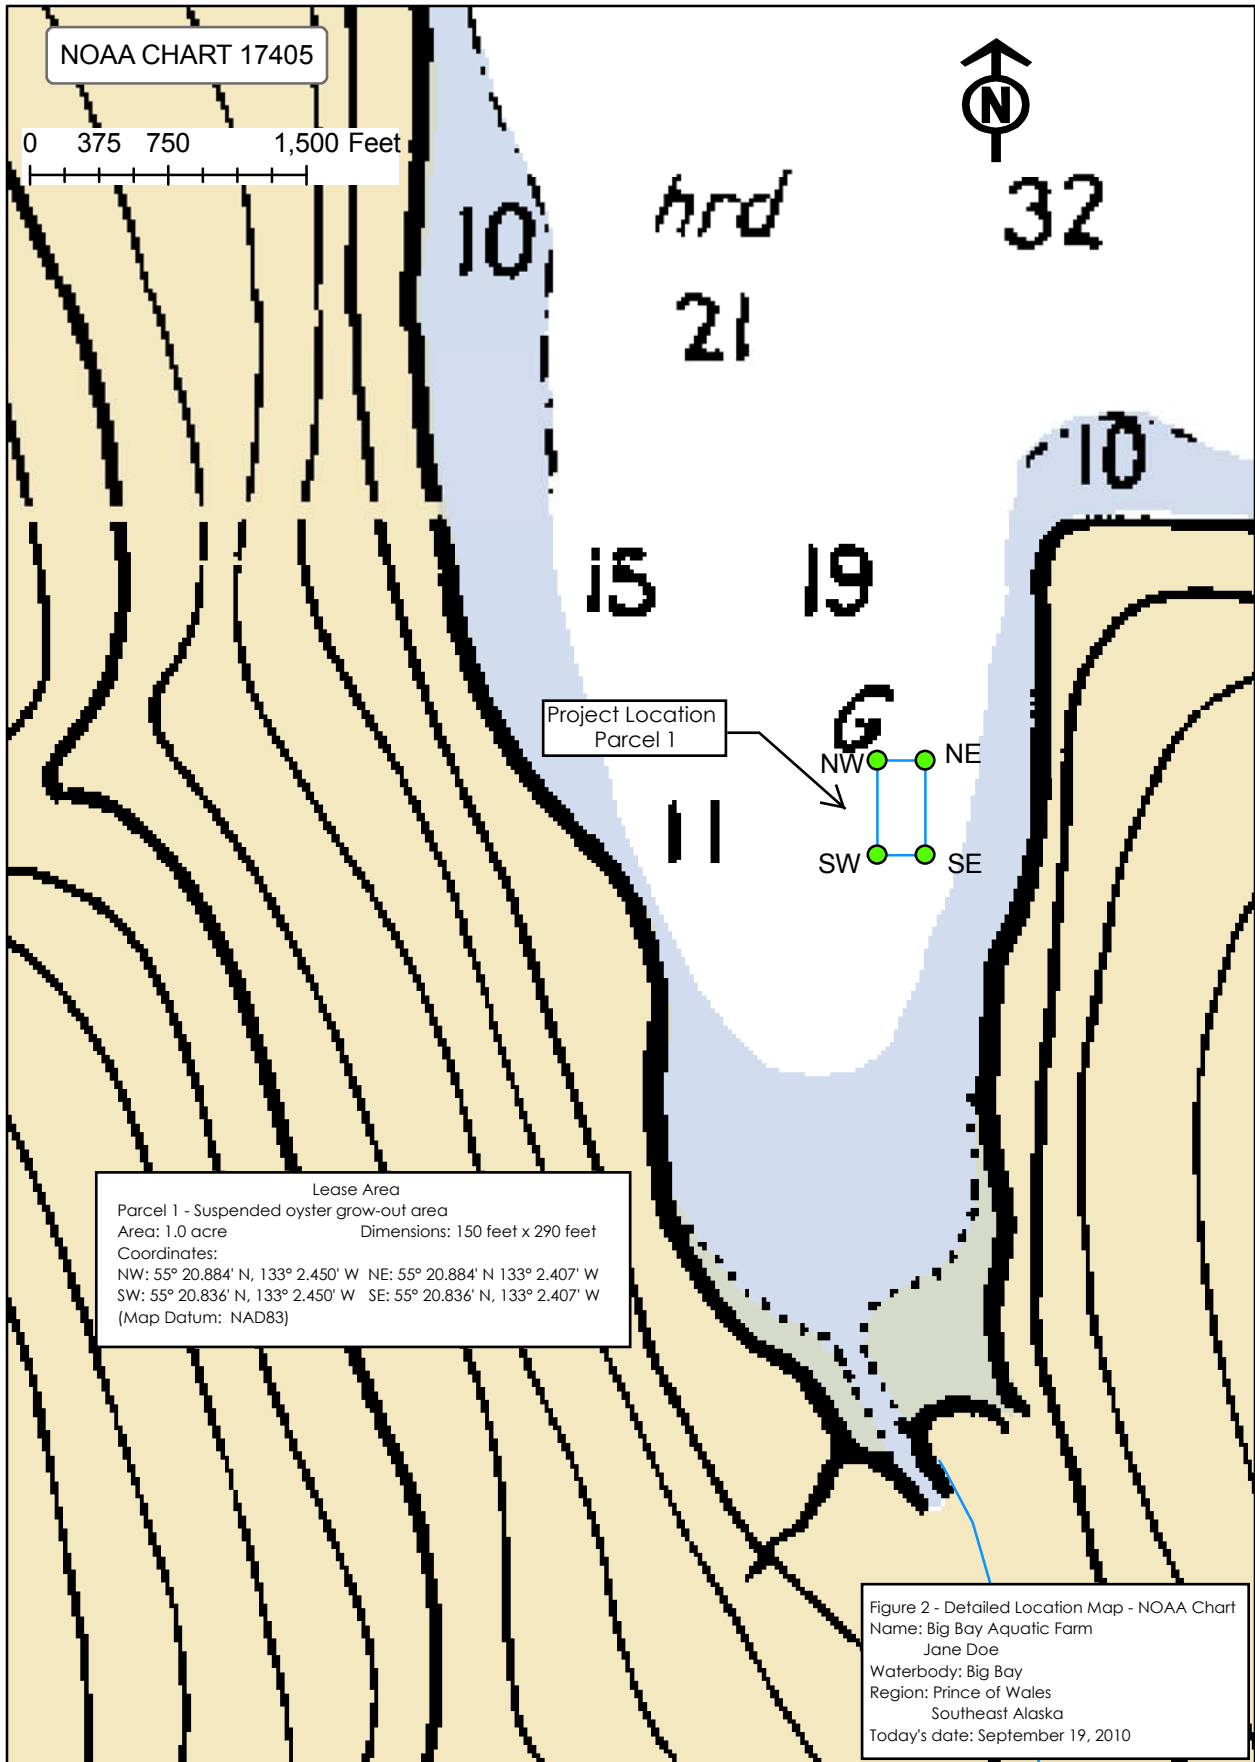 NOAA CHART 17405
0 375 750 1,500 Feet
N
10
hrd
32
21
10
15
19
G
Project Location
Parcel 1
NW
NE
11
SW
SE
Lease Area
Parcel 1 - Suspended oyster grow-out area
Area: 1.0 acre Dimensions: 150 feet x 290 feet
Coordinates:
NW: 55° 20.884' N, 133° 2.450' W NE: 55° 20.884' N 133° 2.407' W
SW: 55° 20.836' N, 133° 2.450' W SE: 55° 20.836' N, 133° 2.407' W
(Map Datum: NAD83)
Figure 2 - Detailed Location Map - NOAA Chart
Name: Big Bay Aquatic Farm
Jane Doe
Waterbody: Big Bay
Region: Prince of Wales
Southeast Alaska
Today's date: September 19, 2010